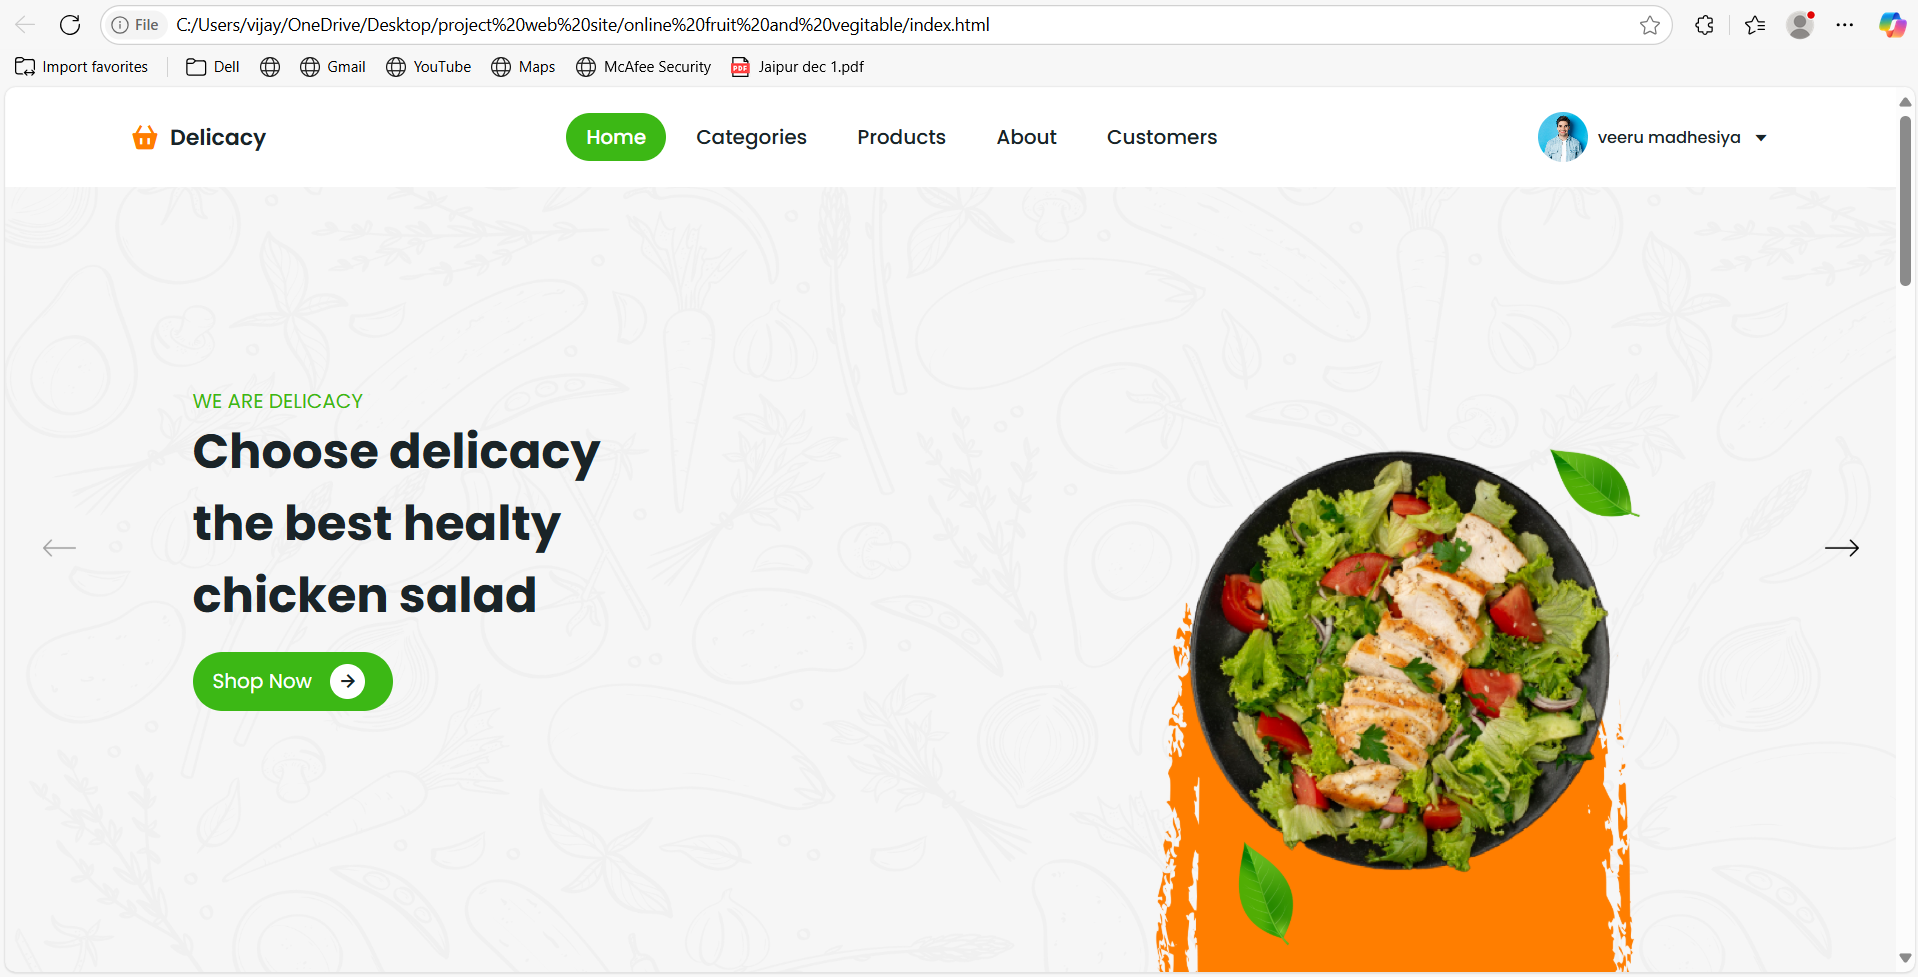 File C:/Users/vijay/OneDrive/Desktop/project%20web%20site/online%20fruit%20and%20vegitable/index.html
Import favorites Dell Gmail YouTube Maps McAfee Security PDF Jaipur dec 1.pdf
Delicacy Home Categories Products About Customers veeru madhesiya
WE ARE DELICACY
Choose delicacy
the best healty
chicken salad
Shop Now